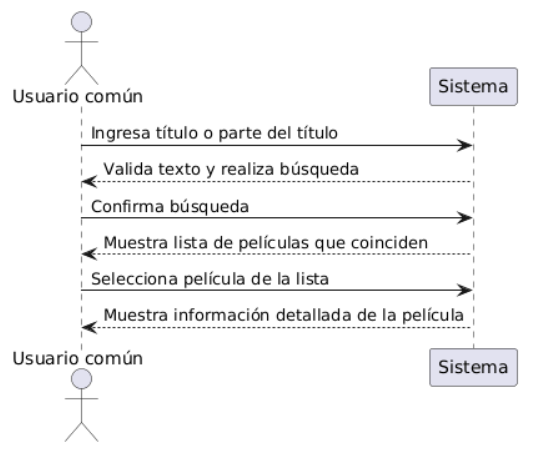 Usuario común
Sistema
Ingresa título o parte del título
Valida texto y realiza búsqueda
Confirma búsqueda
Muestra lista de películas que coinciden
Selecciona película de la lista
Muestra información detallada de la película
Usuario común
Sistema